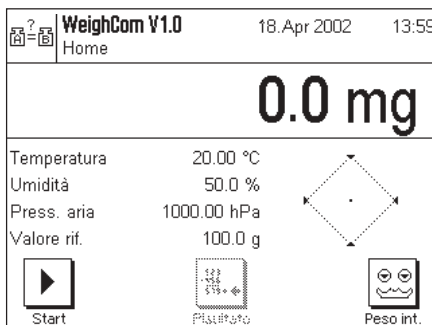 A ? = B WeighCom V1.0 18.Apr 2002 13:59
Home
0.0 mg
Temperatura 20.00 °C
Umidità 50.0 %
Press. aria 1000.00 hPa
Valore rif. 100.0 g
Start Risultato Peso int.